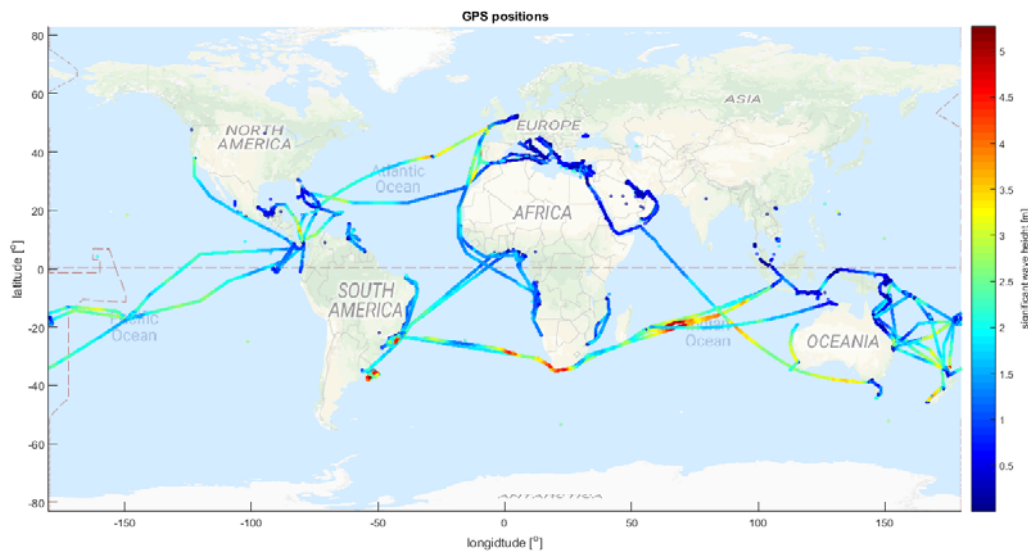 GPS positions
ASIA
EUROPE
NORTH
AMERICA
Atlantic
Ocean
AFRICA
SOUTH
AMERICA
OCEANIA
Pacific
Ocean
Indian
Ocean
ANTARCTICA
80
60
40
20
0
-20
-40
-60
-80
latitude [°]
-150
-100
-50
0
50
100
150
longidtude [°]
5
4.5
4
3.5
3
2.5
2
1.5
1
0.5
significant wave height [m]